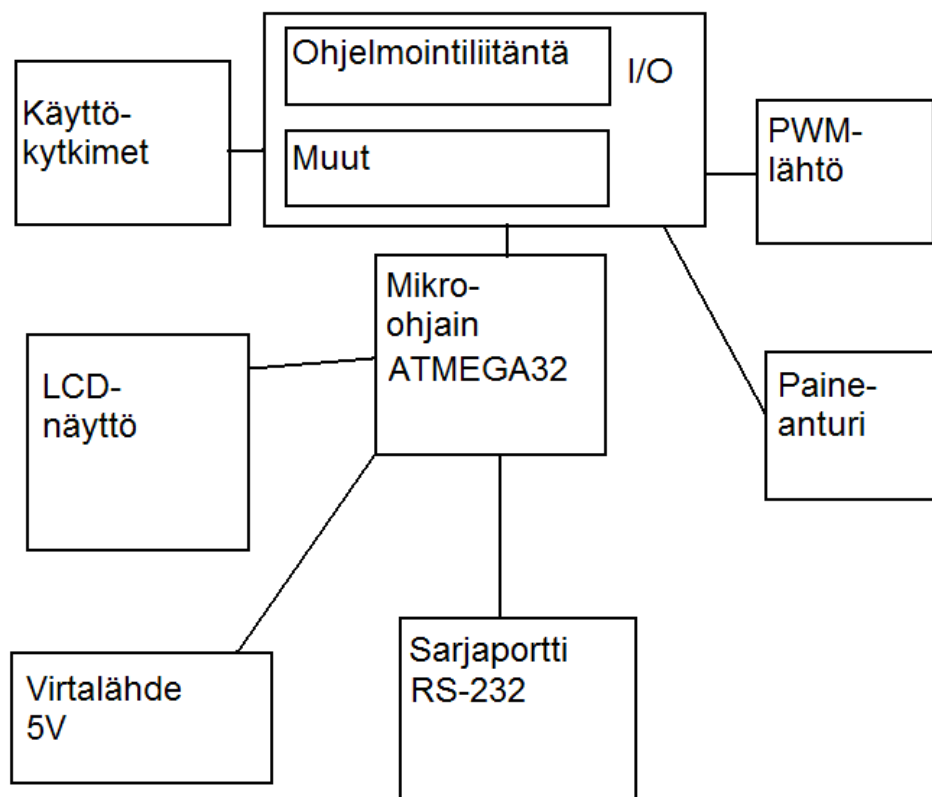 Ohjelmointiliitäntä
I/O
Muut
Käyttö-
kytkimet
PWM-
lähtö
Mikro-
ohjain
ATMEGA32
LCD-
näyttö
Paine-
anturi
Virtalähde
5V
Sarjaportti
RS-232